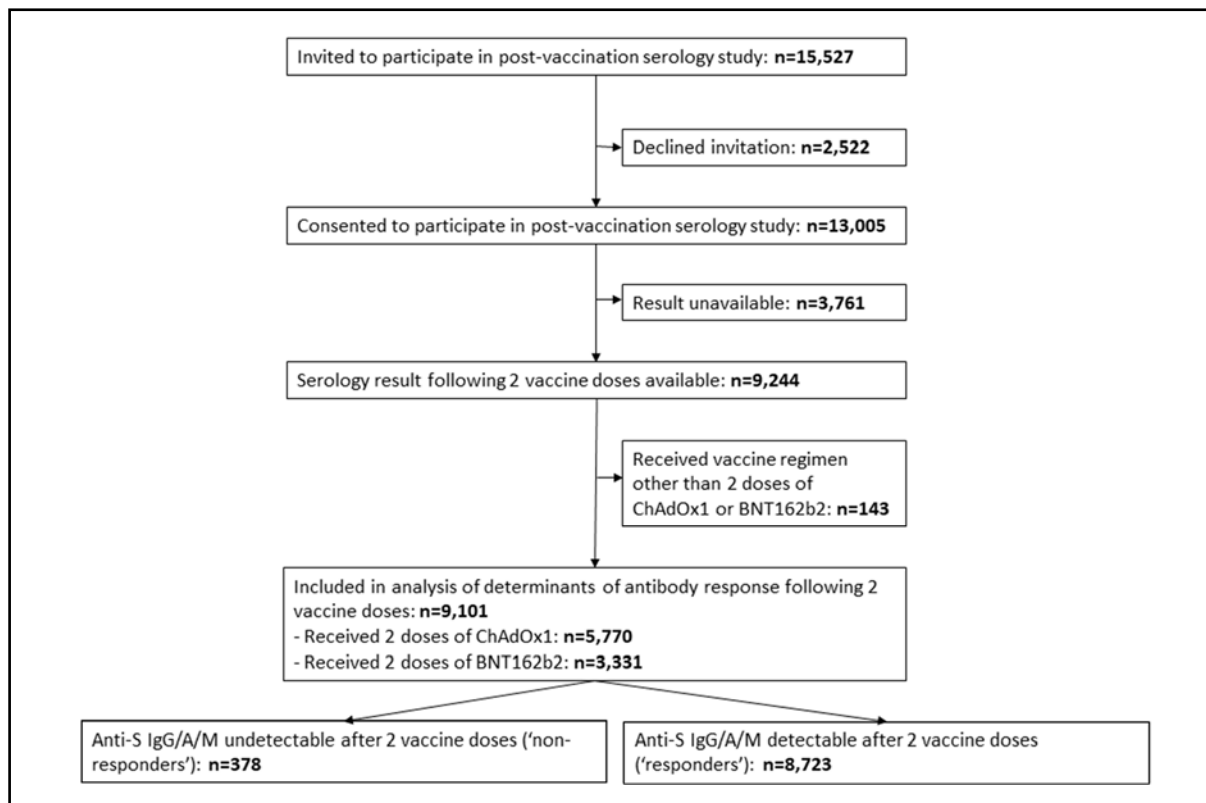 Invited to participate in post-vaccination serology study: n=15,527
Declined invitation: n=2,522
Consented to participate in post-vaccination serology study: n=13,005
Result unavailable: n=3,761
Serology result following 2 vaccine doses available: n=9,244
Received vaccine regimen
other than 2 doses of
ChAdOx1 or BNT162b2: n=143
Included in analysis of determinants of antibody response following 2
vaccine doses: n=9,101
- Received 2 doses of ChAdOx1: n=5,770
- Received 2 doses of BNT162b2: n=3,331
Anti-S IgG/A/M undetectable after 2 vaccine doses (‘non-
responders’): n=378
Anti-S IgG/A/M detectable after 2 vaccine doses
(‘responders’): n=8,723